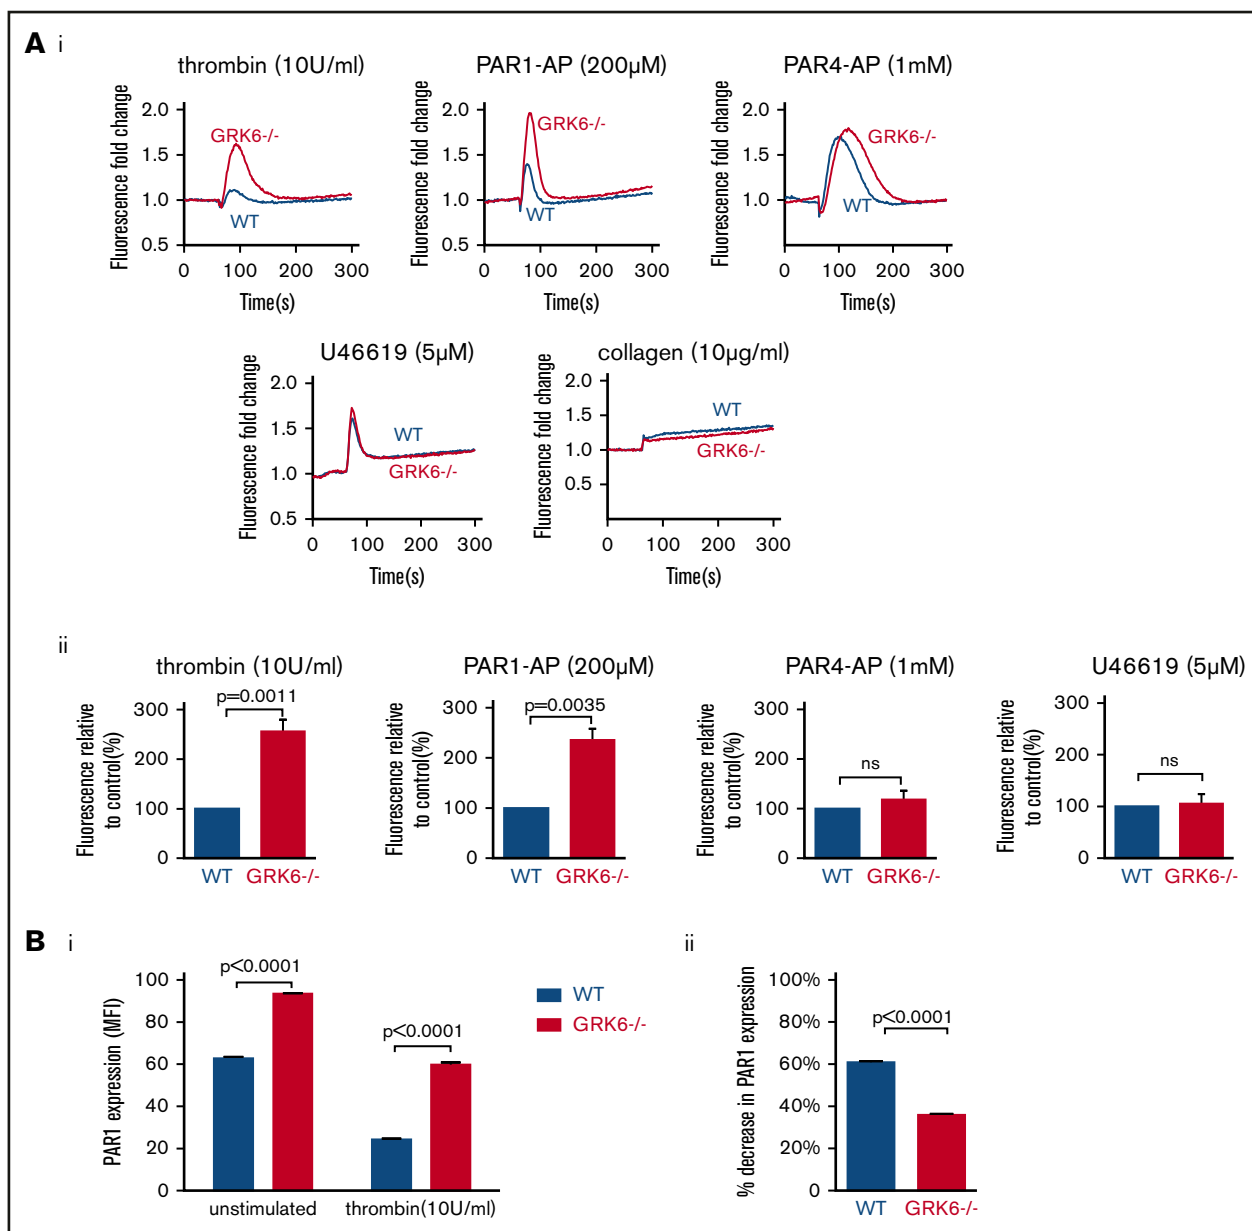 A i
thrombin (10U/ml)
Fluorescence fold change
2.0
1.5
1.0
0.5
GRK6-/-
WT
0 100 200 300
Time(s)
PAR1-AP (200µM)
Fluorescence fold change
2.0
1.5
1.0
0.5
GRK6-/-
WT
0 100 200 300
Time(s)
PAR4-AP (1mM)
Fluorescence fold change
2.0
1.5
1.0
GRK6-/-
WT
0 100 200 300
Time(s)
U46619 (5µM)
Fluorescence fold change
2.0
1.5
1.0
0.5
WT
GRK6-/-
0 100 200 300
Time(s)
collagen (10µg/ml)
Fluorescence fold change
2.0
1.5
1.0
0.5
WT
GRK6-/-
0 100 200 300
Time(s)
ii
thrombin (10U/ml)
Fluorescence relative
to control(%)
300
200
100
0
p=0.0011
WT GRK6-/-
PAR1-AP (200µM)
Fluorescence relative
to control(%)
300
200
100
0
p=0.0035
WT GRK6-/-
PAR4-AP (1mM)
Fluorescence relative
to control(%)
300
200
100
0
ns
WT GRK6-/-
U46619 (5µM)
Fluorescence relative
to control(%)
300
200
100
0
ns
WT GRK6-/-
B i
PAR1 expression (MFI)
100
80
60
40
20
0
p<0.0001
p<0.0001
unstimulated thrombin(10U/ml)
WT
GRK6-/-
ii
% decrease in PAR1 expression
100%
80%
60%
40%
20%
0
p<0.0001
WT GRK6-/-